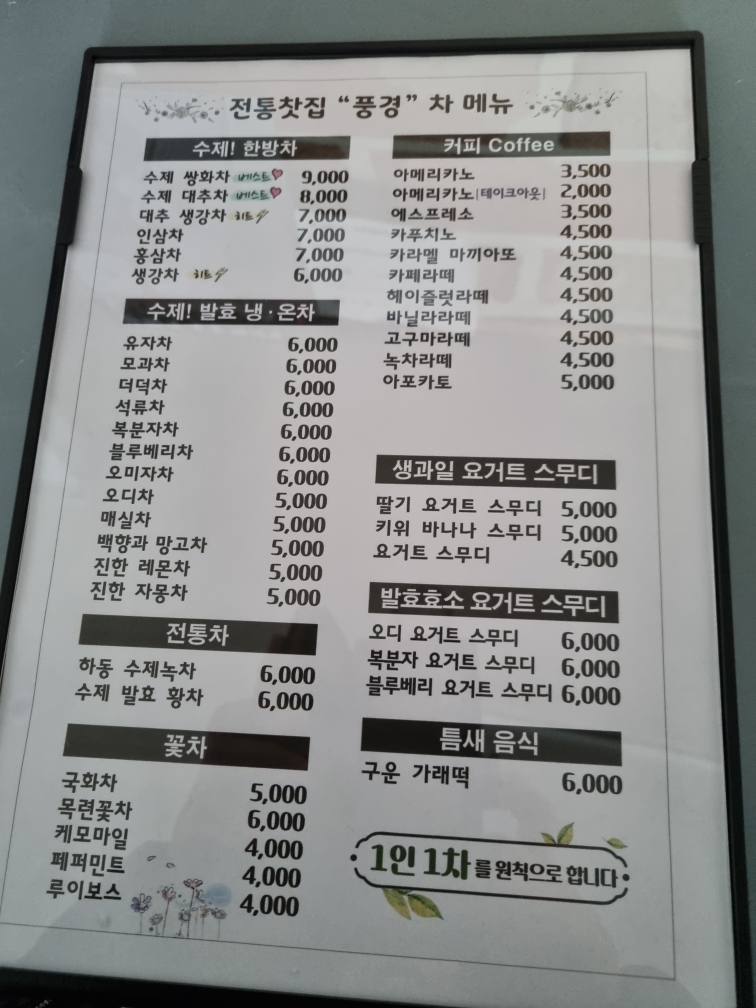 전통찻집 “풍경” 차 메뉴
수제! 한방차
수제 쌍화차 베스트 9,000
수제 대추차 베스트 8,000
대추 생강차 히트 7,000
인삼차 7,000
홍삼차 7,000
생강차 히트 6,000
수제! 발효 냉·온차
유자차 6,000
모과차 6,000
더덕차 6,000
석류차 6,000
복분자차 6,000
블루베리차 6,000
오미자차 6,000
오디차 5,000
매실차 5,000
백향과 망고차 5,000
진한 레몬차 5,000
진한 자몽차 5,000
전통차
하동 수제녹차 6,000
수제 발효 황차 6,000
꽃차
국화차 5,000
목련꽃차 6,000
케모마일 4,000
페퍼민트 4,000
루이보스 4,000
커피 Coffee
아메리카노 3,500
아메리카노[테이크아웃] 2,000
에스프레소 3,500
카푸치노 4,500
카라멜 마끼아또 4,500
카페라떼 4,500
헤이즐럿라떼 4,500
바닐라라떼 4,500
고구마라떼 4,500
녹차라떼 4,500
아포카토 5,000
생과일 요거트 스무디
딸기 요거트 스무디 5,000
키위 바나나 스무디 5,000
요거트 스무디 4,500
발효효소 요거트 스무디
오디 요거트 스무디 6,000
복분자 요거트 스무디 6,000
블루베리 요거트 스무디 6,000
틈새 음식
구운 가래떡 6,000
1인 1차를 원칙으로 합니다